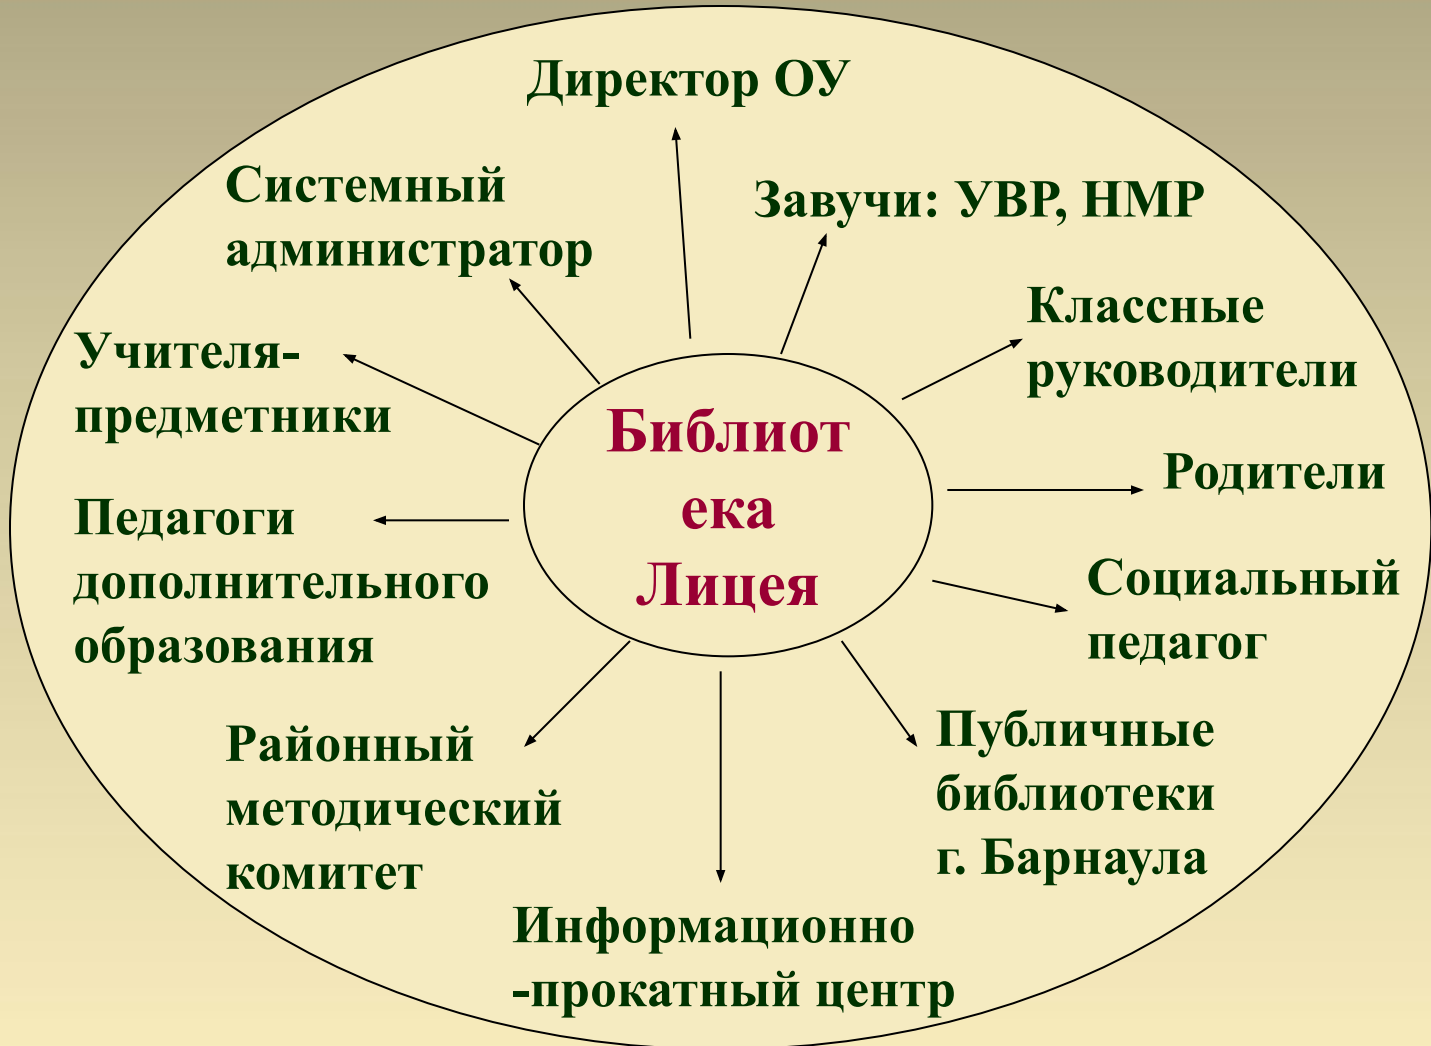 Директор ОУ
Системный
администратор
Завучи: УВР, НМР
Классные
руководители
Учителя-
предметники
Библиот
ека
Лицея
Родители
Педагоги
дополнительного
образования
Социальный
педагог
Районный
методический
комитет
Публичные
библиотеки
г. Барнаула
Информационно
-прокатный центр